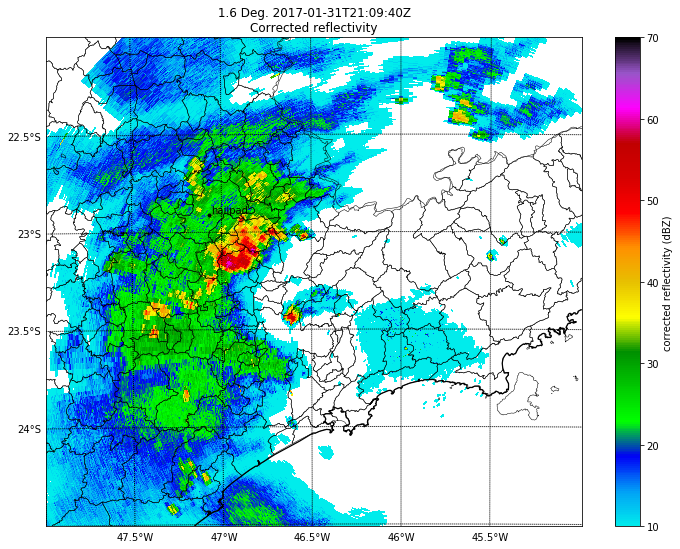 1.6 Deg. 2017-01-31T21:09:40Z
Corrected reflectivity
22.5°S
23°S
23.5°S
24°S
47.5°W
47°W
46.5°W
46°W
45.5°W
70
60
50
40
30
20
10
corrected reflectivity (dBZ)